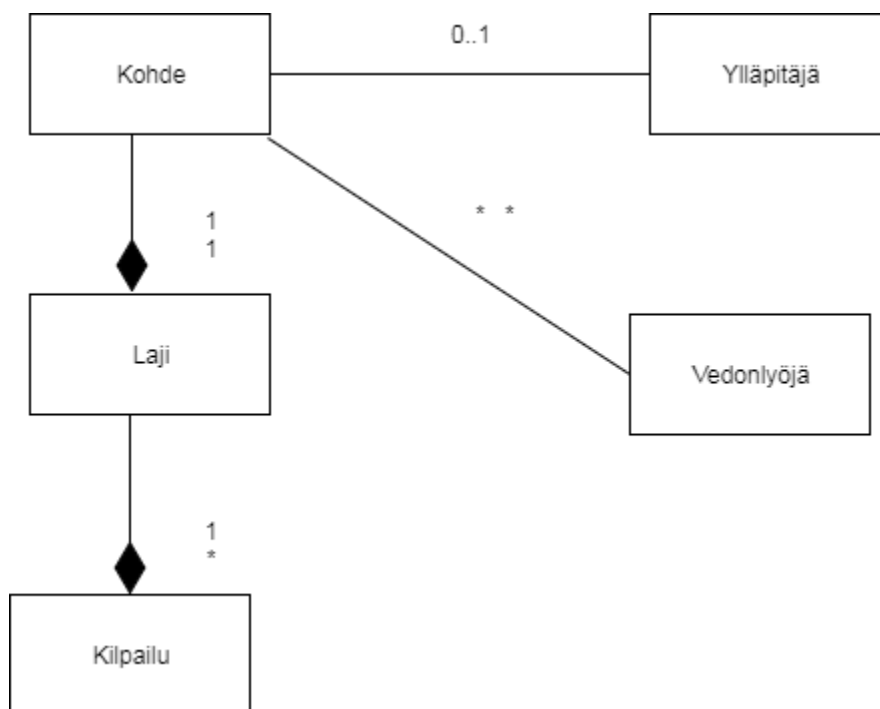 0..1
Kohde
Ylläpitäjä
* *
1
1
Laji
Vedonlyöjä
1
*
Kilpailu